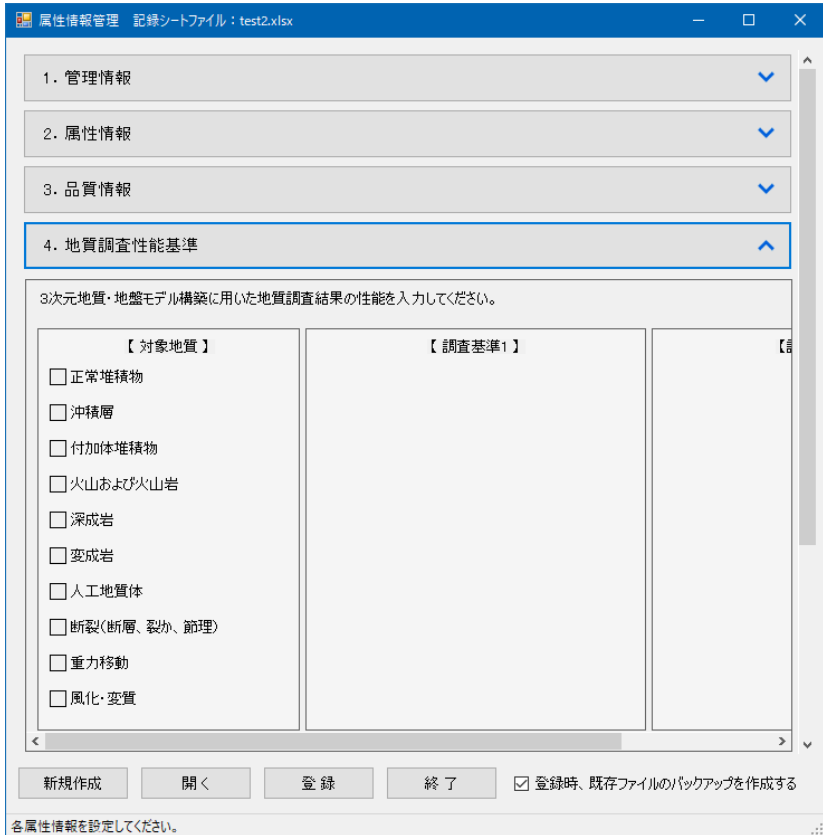 属性情報管理　記録シートファイル：test2.xlsx
1. 管理情報
2. 属性情報
3. 品質情報
4. 地質調査性能基準
3次元地質・地盤モデル構築に用いた地質調査結果の性能を入力してください。
【 対象地質 】
正常堆積物
沖積層
付加体堆積物
火山および火山岩
深成岩
変成岩
人工地質体
断裂(断層、裂か、節理)
重力移動
風化・変質
【 調査基準1 】
【
新規作成
開く
登録
終了
登録時、既存ファイルのバックアップを作成する
各属性情報を設定してください。